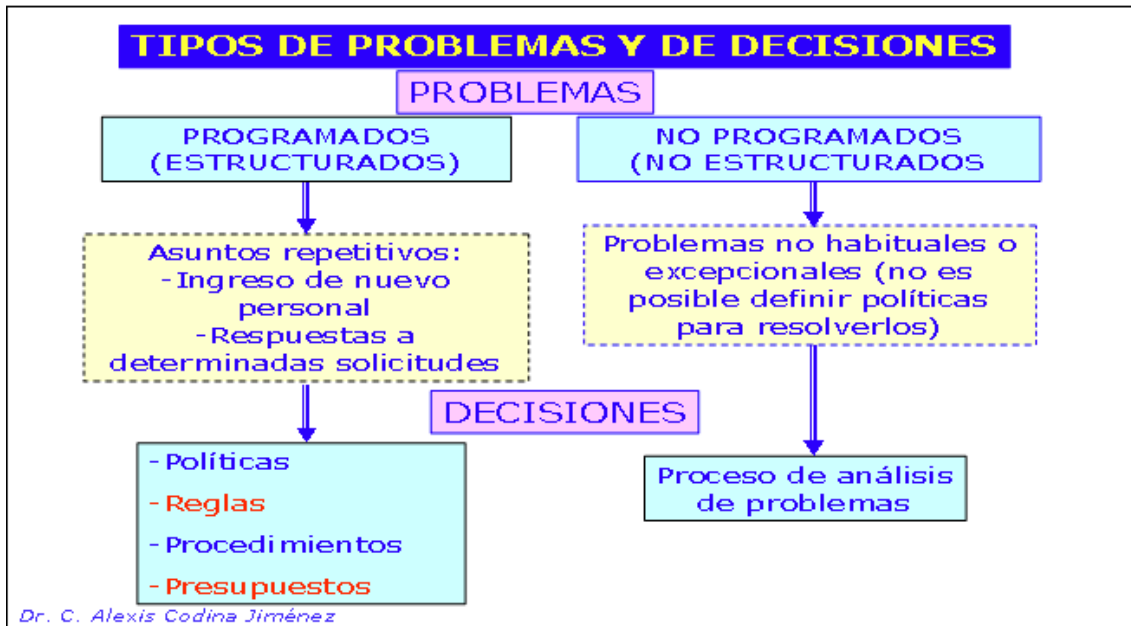 TIPOS DE PROBLEMAS Y DE DECISIONES
PROBLEMAS
PROGRAMADOS
(ESTRUCTURADOS)
NO PROGRAMADOS
(NO ESTRUCTURADOS
Asuntos repetitivos:
-Ingreso de nuevo
personal
-Respuestas a
determinadas solicitudes
Problemas no habituales o
excepcionales (no es
posible definir políticas
para resolverlos)
DECISIONES
-Políticas
-Reglas
-Procedimientos
-Presupuestos
Proceso de análisis
de problemas
Dr. C. Alexis Codina Jiménez